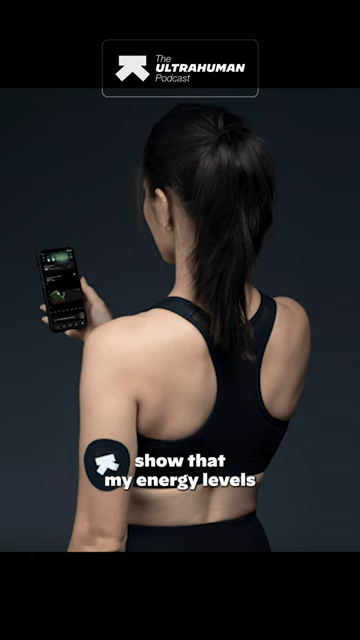 The
ULTRAHUMAN
Podcast
show that
my energy levels